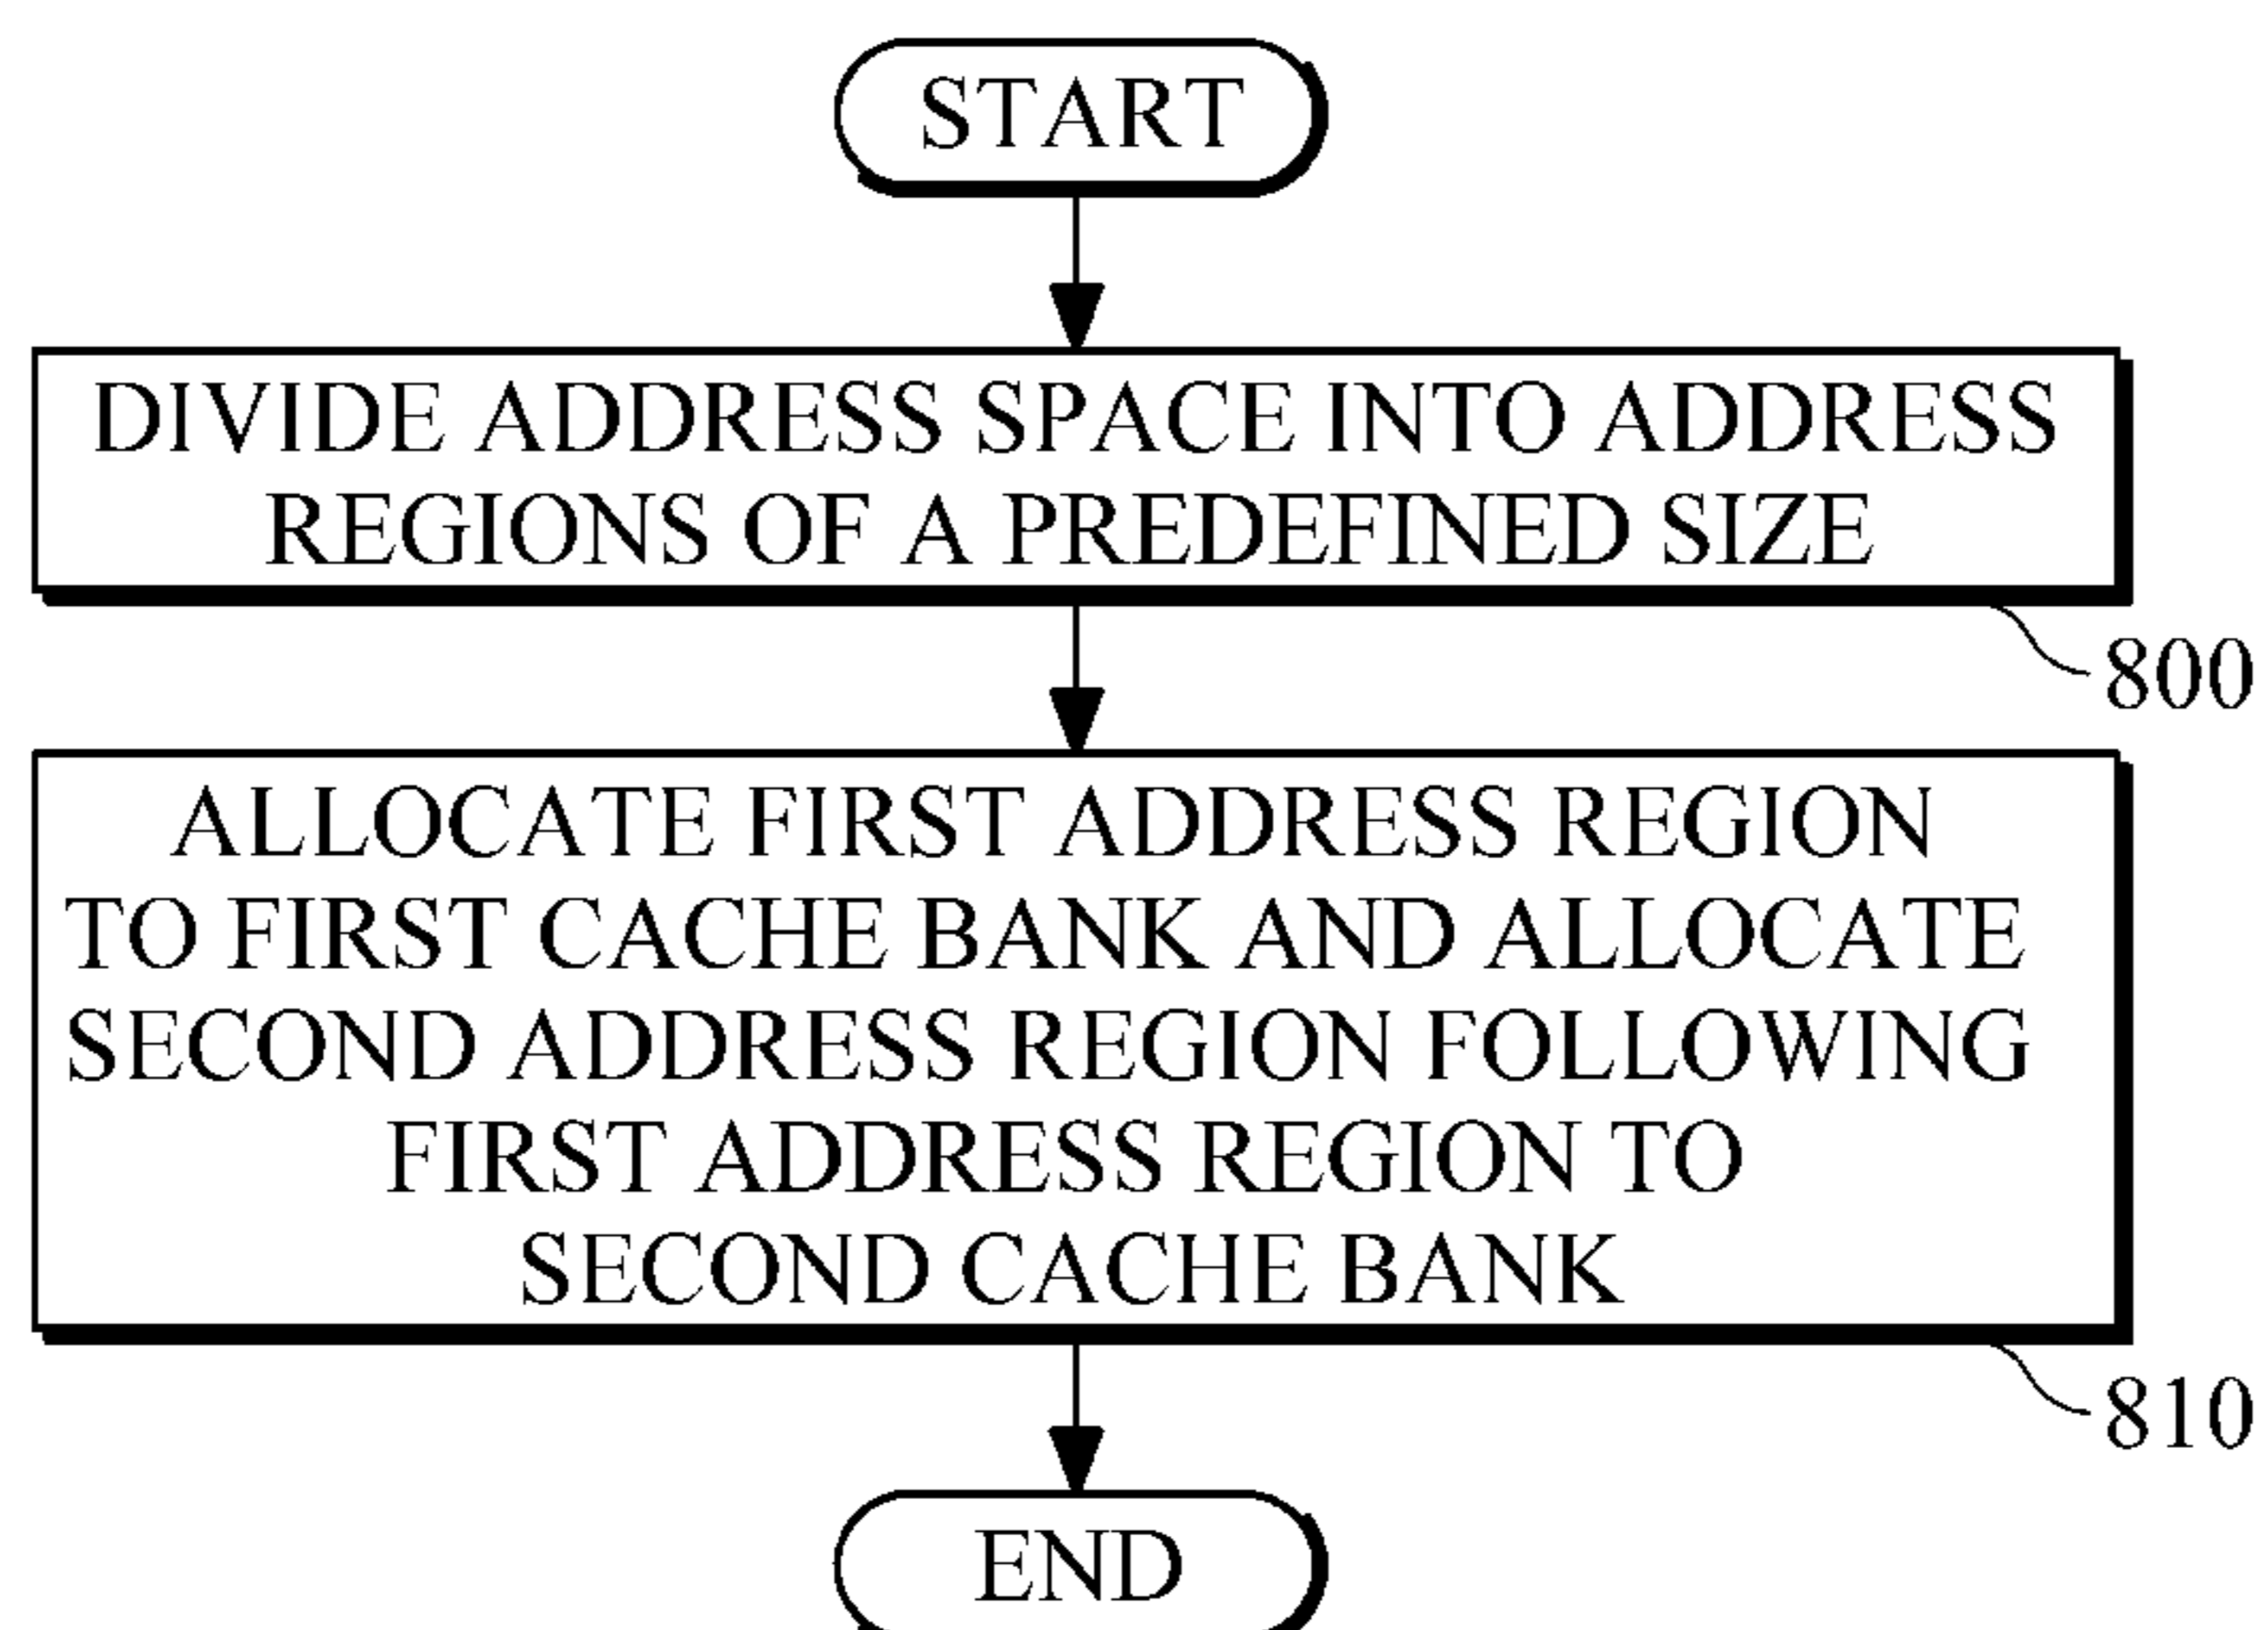 START
DIVIDE ADDRESS SPACE INTO ADDRESS
REGIONS OF A PREDEFINED SIZE
800
ALLOCATE FIRST ADDRESS REGION
TO FIRST CACHE BANK AND ALLOCATE
SECOND ADDRESS REGION FOLLOWING
FIRST ADDRESS REGION TO
SECOND CACHE BANK
810
END